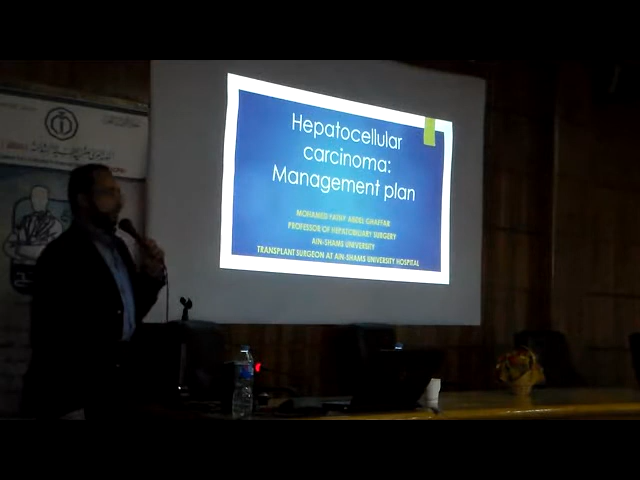 Hepatocellular
carcinoma:
Management plan
MOHAMED FATHY ABDEL GHAFFAR
PROFESSOR OF HEPATOBILIARY SURGERY
AIN-SHAMS UNIVERSITY
TRANSPLANT SURGEON AT AIN-SHAMS UNIVERSITY HOSPITAL